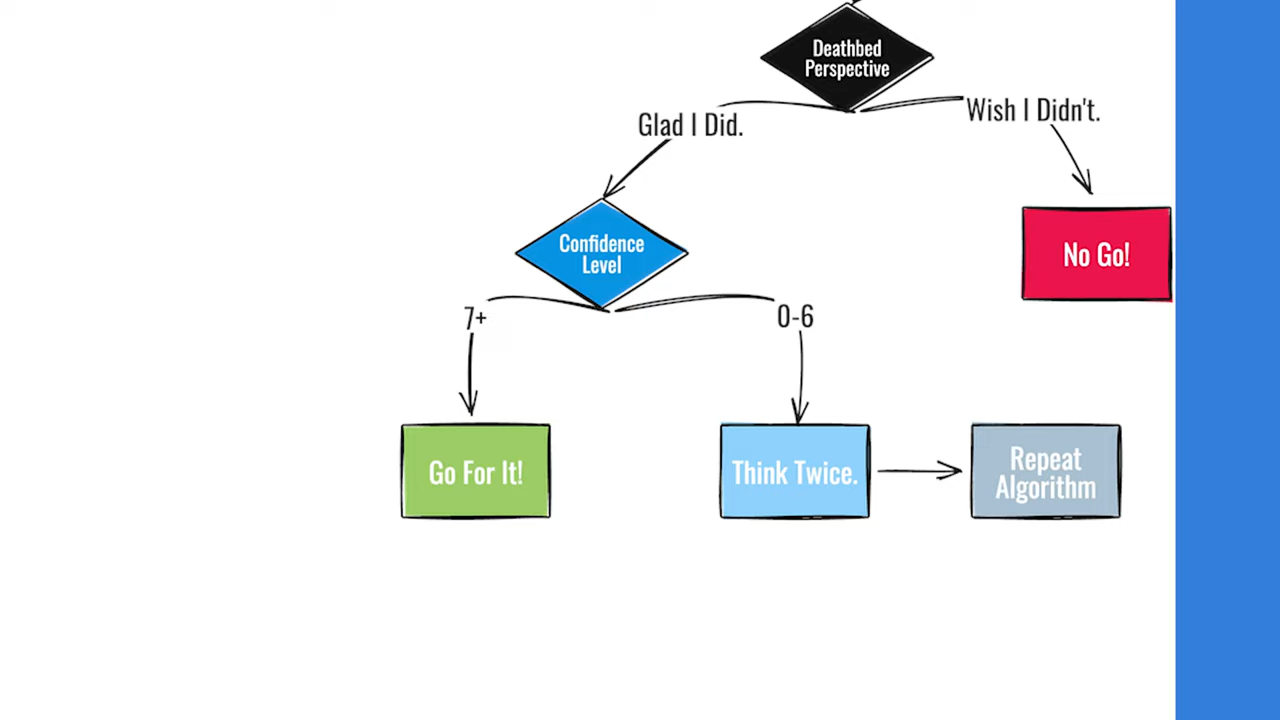 Deathbed
Perspective
Glad I Did.
Wish I Didn't.
Confidence
Level
No Go!
7+
0-6
Go For It!
Think Twice.
Repeat
Algorithm